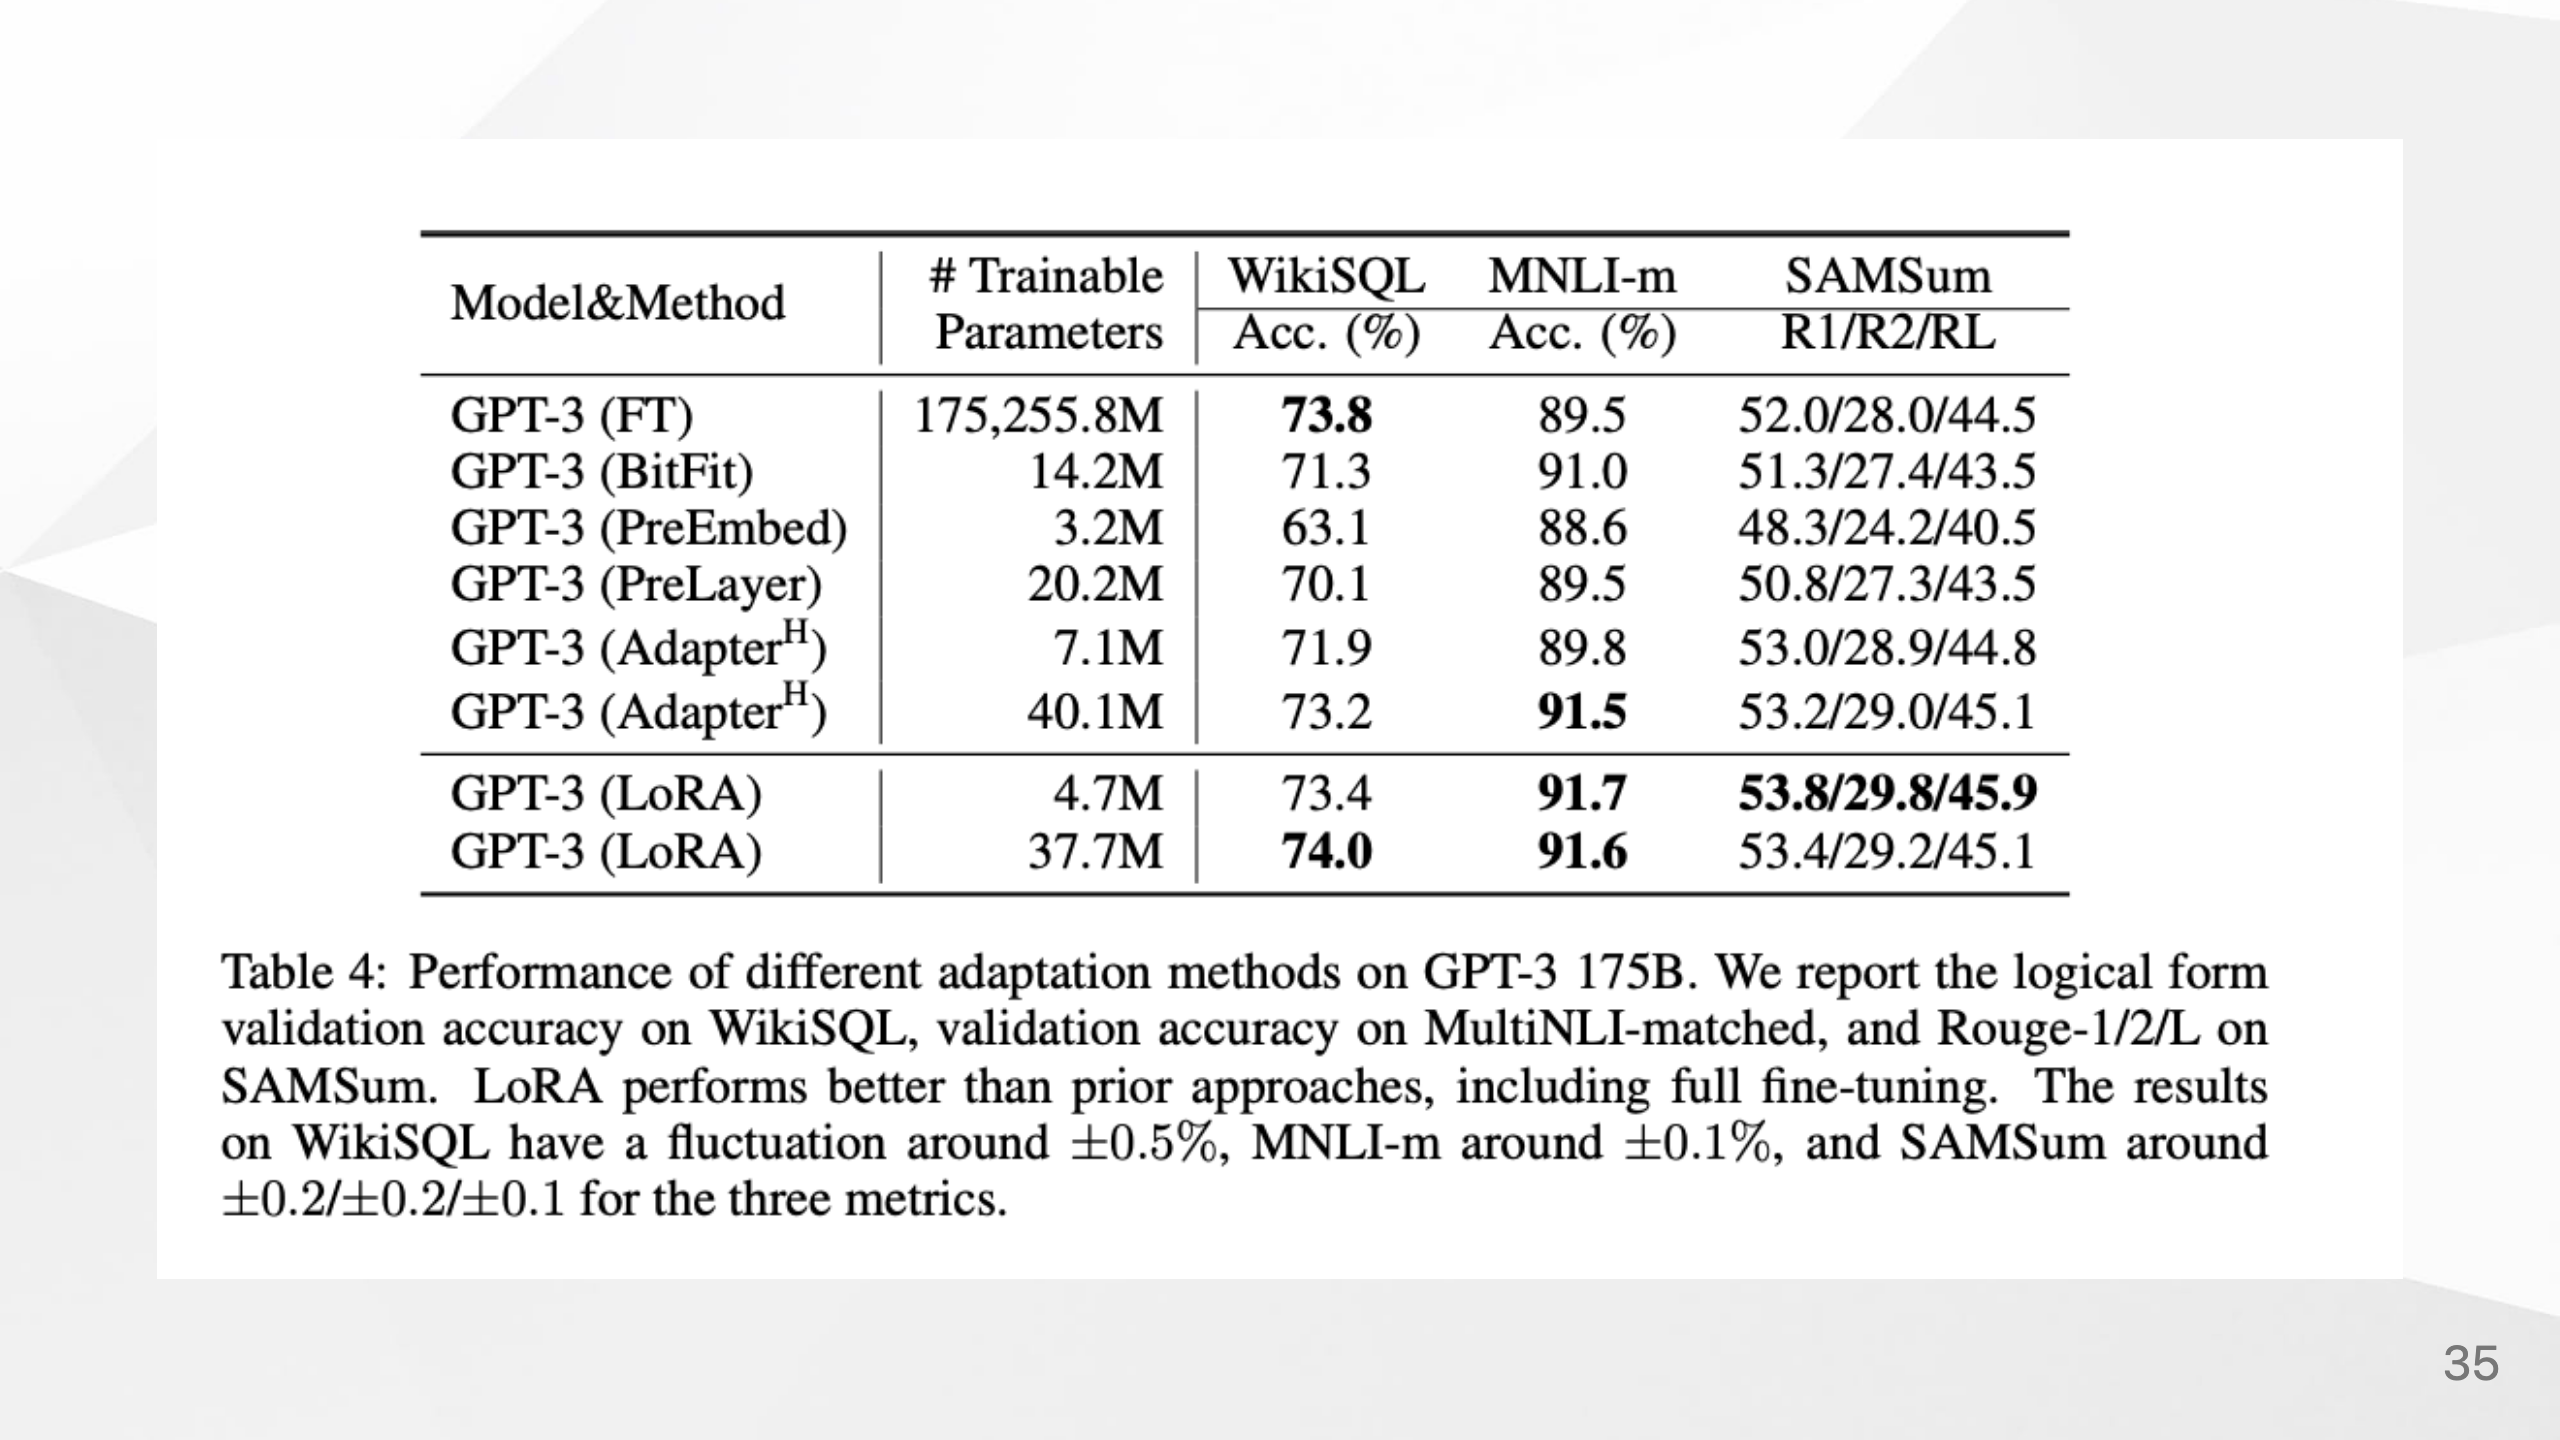 Model&Method # Trainable Parameters WikiSQL MNLI-m SAMSum
Acc. (%) Acc. (%) R1/R2/RL
GPT-3 (FT) 175,255.8M 73.8 89.5 52.0/28.0/44.5
GPT-3 (BitFit) 14.2M 71.3 91.0 51.3/27.4/43.5
GPT-3 (PreEmbed) 3.2M 63.1 88.6 48.3/24.2/40.5
GPT-3 (PreLayer) 20.2M 70.1 89.5 50.8/27.3/43.5
GPT-3 (Adapterᴴ) 7.1M 71.9 89.8 53.0/28.9/44.8
GPT-3 (Adapterᴴ) 40.1M 73.2 91.5 53.2/29.0/45.1
GPT-3 (LoRA) 4.7M 73.4 91.7 53.8/29.8/45.9
GPT-3 (LoRA) 37.7M 74.0 91.6 53.4/29.2/45.1
Table 4: Performance of different adaptation methods on GPT-3 175B. We report the logical form
validation accuracy on WikiSQL, validation accuracy on MultiNLI-matched, and Rouge-1/2/L on
SAMSum. LoRA performs better than prior approaches, including full fine-tuning. The results
on WikiSQL have a fluctuation around ±0.5%, MNLI-m around ±0.1%, and SAMSum around
±0.2/±0.2/±0.1 for the three metrics.
35